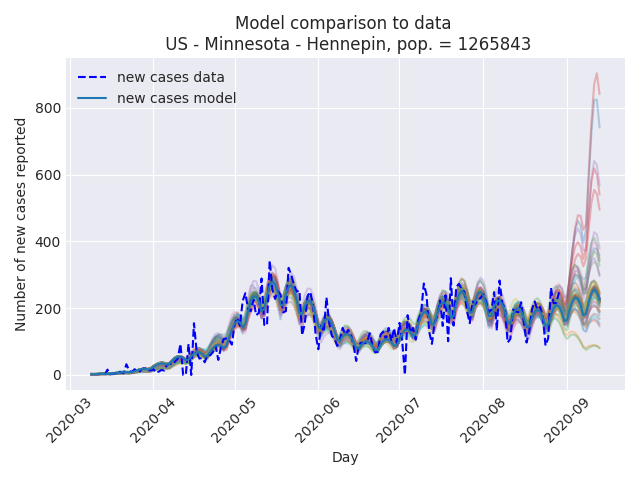 Model comparison to data
US - Minnesota - Hennepin, pop. = 1265843
new cases data
new cases model
Number of new cases reported
800
600
400
200
0
2020-03
2020-04
2020-05
2020-06
2020-07
2020-08
2020-09
Day